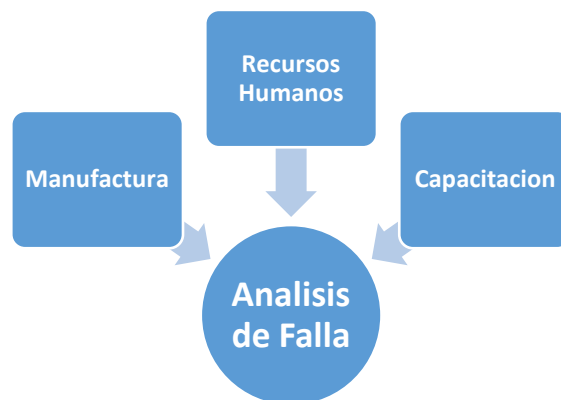 Recursos
Humanos
Manufactura
Capacitacion
Analisis
de Falla